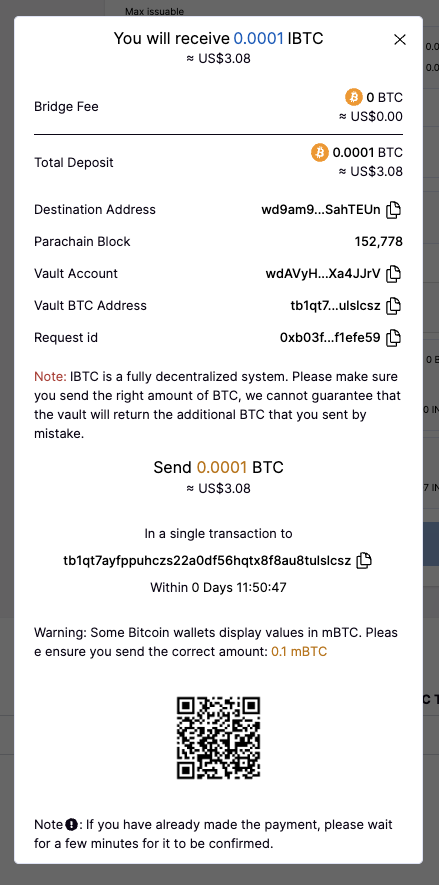 Max issuable
You will receive 0.0001 IBTC
≈ US$3.08
Bridge Fee
0 BTC
≈ US$0.00
Total Deposit
0.0001 BTC
≈ US$3.08
Destination Address
wd9am9...SahTEUn
Parachain Block
152,778
Vault Account
wdAVyH...Xa4JJrV
Vault BTC Address
tb1qt7...ulslcsz
Request id
0xb03f...f1efe59
Note: IBTC is a fully decentralized system. Please make sure
you send the right amount of BTC, we cannot guarantee that
the vault will return the additional BTC that you sent by
mistake.
Send 0.0001 BTC
≈ US$3.08
In a single transaction to
tb1qt7ayfppuhczs22a0df56hqtx8f8au8tulslcsz
Within 0 Days 11:50:47
Warning: Some Bitcoin wallets display values in mBTC. Pleas
e ensure you send the correct amount: 0.1 mBTC
Note: If you have already made the payment, please wait
for a few minutes for it to be confirmed.